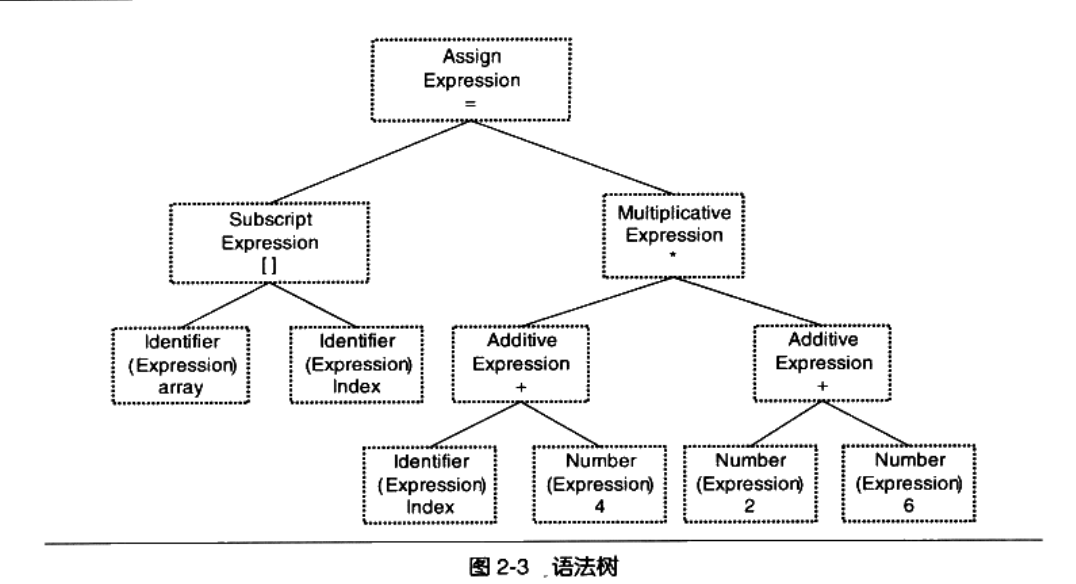 Assign
Expression
=
Subscript
Expression
[ ]
Multiplicative
Expression
*
Identifier
(Expression)
array
Identifier
(Expression)
Index
Additive
Expression
+
Additive
Expression
+
Identifier
(Expression)
Index
Number
(Expression)
4
Number
(Expression)
2
Number
(Expression)
6
图 2-3 语法树